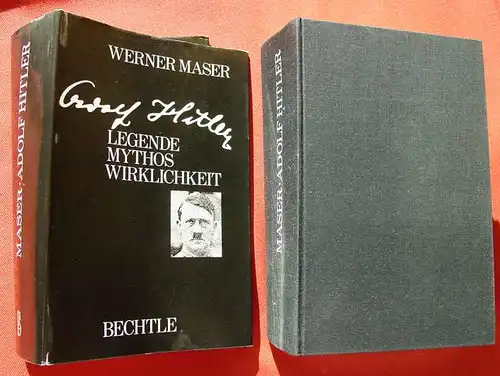 MASER · ADOLF HITLER
WERNER MASER
Adolf Hitler
LEGENDE
MYTHOS
WIRKLICHKEIT
BECHTLE
MASER · ADOLF HITLER